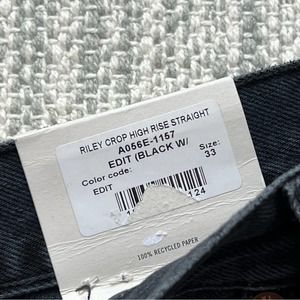 RILEY CROP HIGH RISE STRAIGHT
A056E-1157
EDIT (BLACK W/
Color code: Size:
EDIT 33
124
100% RECYCLED PAPER